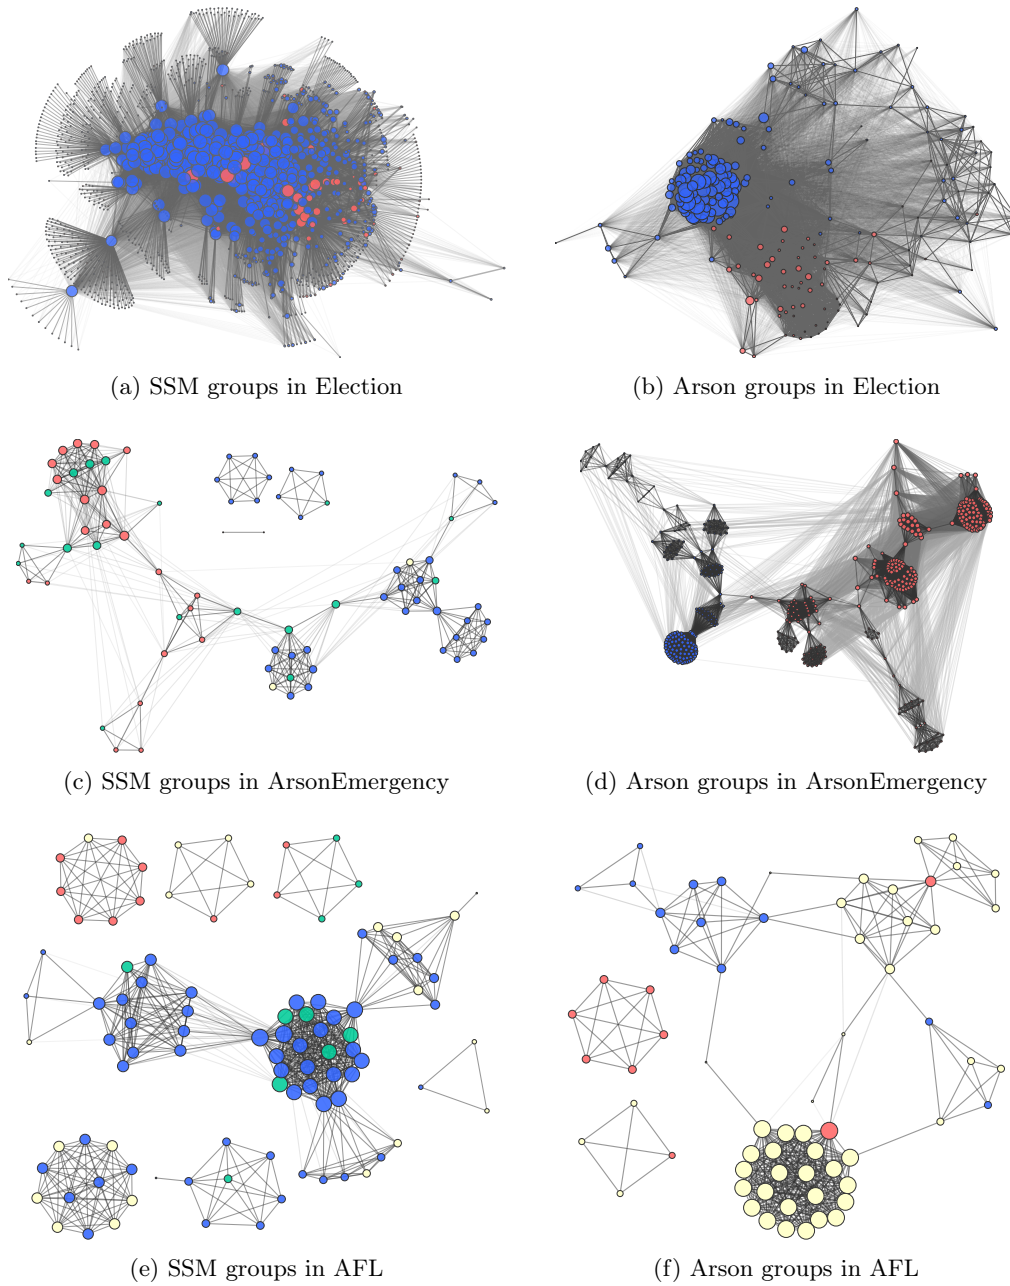 (a) SSM groups in Election
(b) Arson groups in Election
(c) SSM groups in ArsonEmergency
(d) Arson groups in ArsonEmergency
(e) SSM groups in AFL
(f) Arson groups in AFL